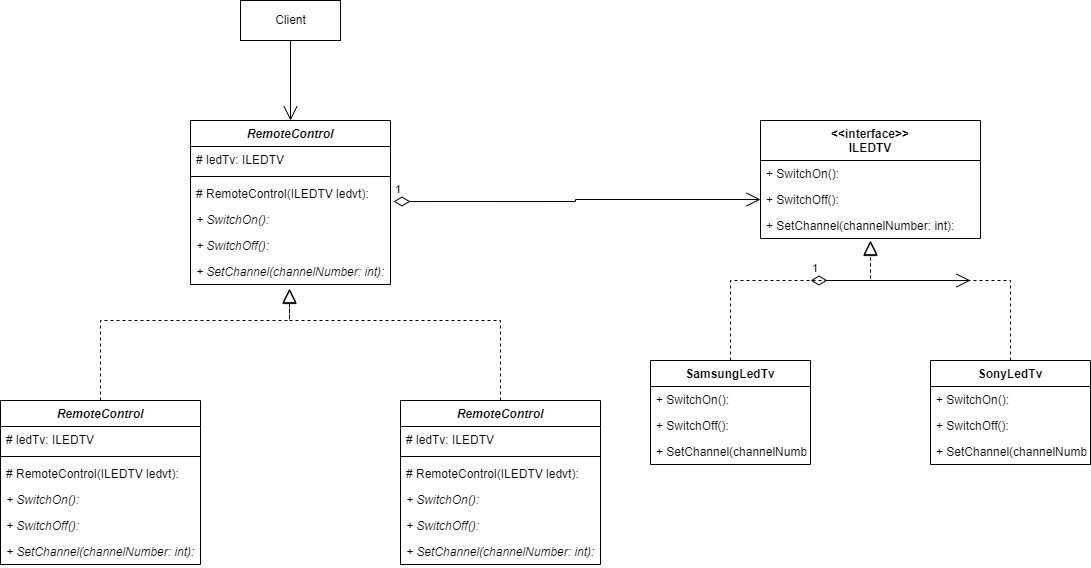 Client
RemoteControl
# ledTv: ILEDTV
# RemoteControl(ILEDTV ledvt):
+ SwitchOn():
+ SwitchOff():
+ SetChannel(channelNumber: int):
1
<<interface>>
ILEDTV
+ SwitchOn():
+ SwitchOff():
+ SetChannel(channelNumber: int):
1
RemoteControl
# ledTv: ILEDTV
# RemoteControl(ILEDTV ledvt):
+ SwitchOn():
+ SwitchOff():
+ SetChannel(channelNumber: int):
RemoteControl
# ledTv: ILEDTV
# RemoteControl(ILEDTV ledvt):
+ SwitchOn():
+ SwitchOff():
+ SetChannel(channelNumber: int):
SamsungLedTv
+ SwitchOn():
+ SwitchOff():
+ SetChannel(channelNumb
SonyLedTv
+ SwitchOn():
+ SwitchOff():
+ SetChannel(channelNumb